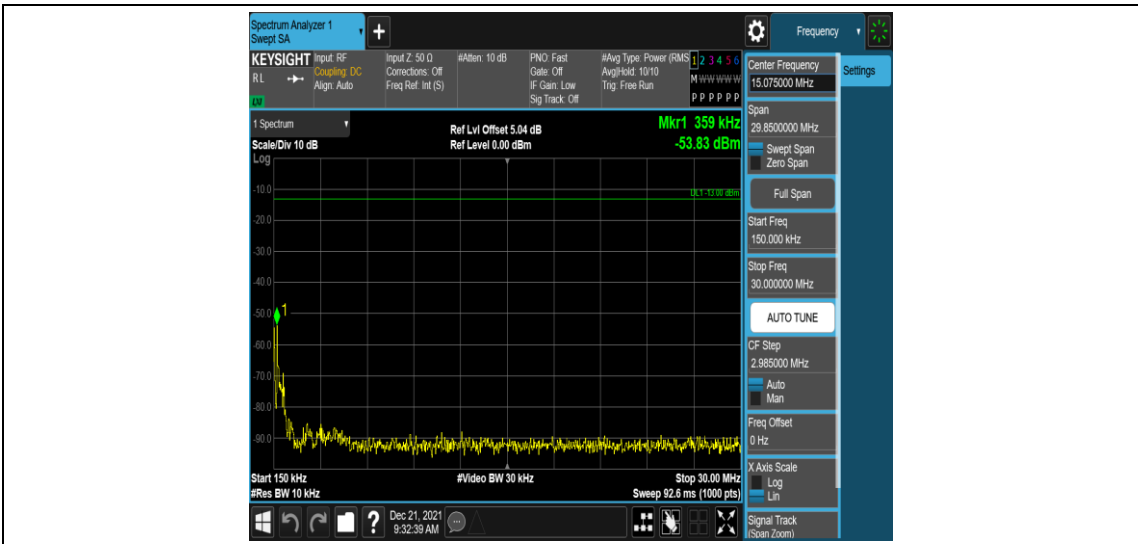 Spectrum Analyzer 1
Swept SA
+
Frequency
KEYSIGHT
RL
LNI
Input: RF
Coupling: DC
Align: Auto
Input Z: 50 Ω
Corrections: Off
Freq Ref: Int (S)
#Atten: 10 dB
PNO: Fast
Gate: Off
IF Gain: Low
Sig Track: Off
#Avg Type: Power (RMS
Avg|Hold: 10/10
Trig: Free Run
1 2 3 4 5 6
M W W W W W
P P P P P P
1 Spectrum
Scale/Div 10 dB
Log
Ref Lvl Offset 5.04 dB
Ref Level 0.00 dBm
Mkr1 359 kHz
-53.83 dBm
DL1 -13.00 dBm
-10.0
-20.0
-30.0
-40.0
-50.0
1
-60.0
-70.0
-80.0
-90.0
Start 150 kHz
#Res BW 10 kHz
#Video BW 30 kHz
Stop 30.00 MHz
Sweep 92.6 ms (1000 pts)
?
Dec 21, 2021
9:32:39 AM
Center Frequency
15.075000 MHz
Settings
Span
29.8500000 MHz
Swept Span
Zero Span
Full Span
Start Freq
150.000 kHz
Stop Freq
30.000000 MHz
AUTO TUNE
CF Step
2.985000 MHz
Auto
Man
Freq Offset
0 Hz
X Axis Scale
Log
Lin
Signal Track
(Span Zoom)